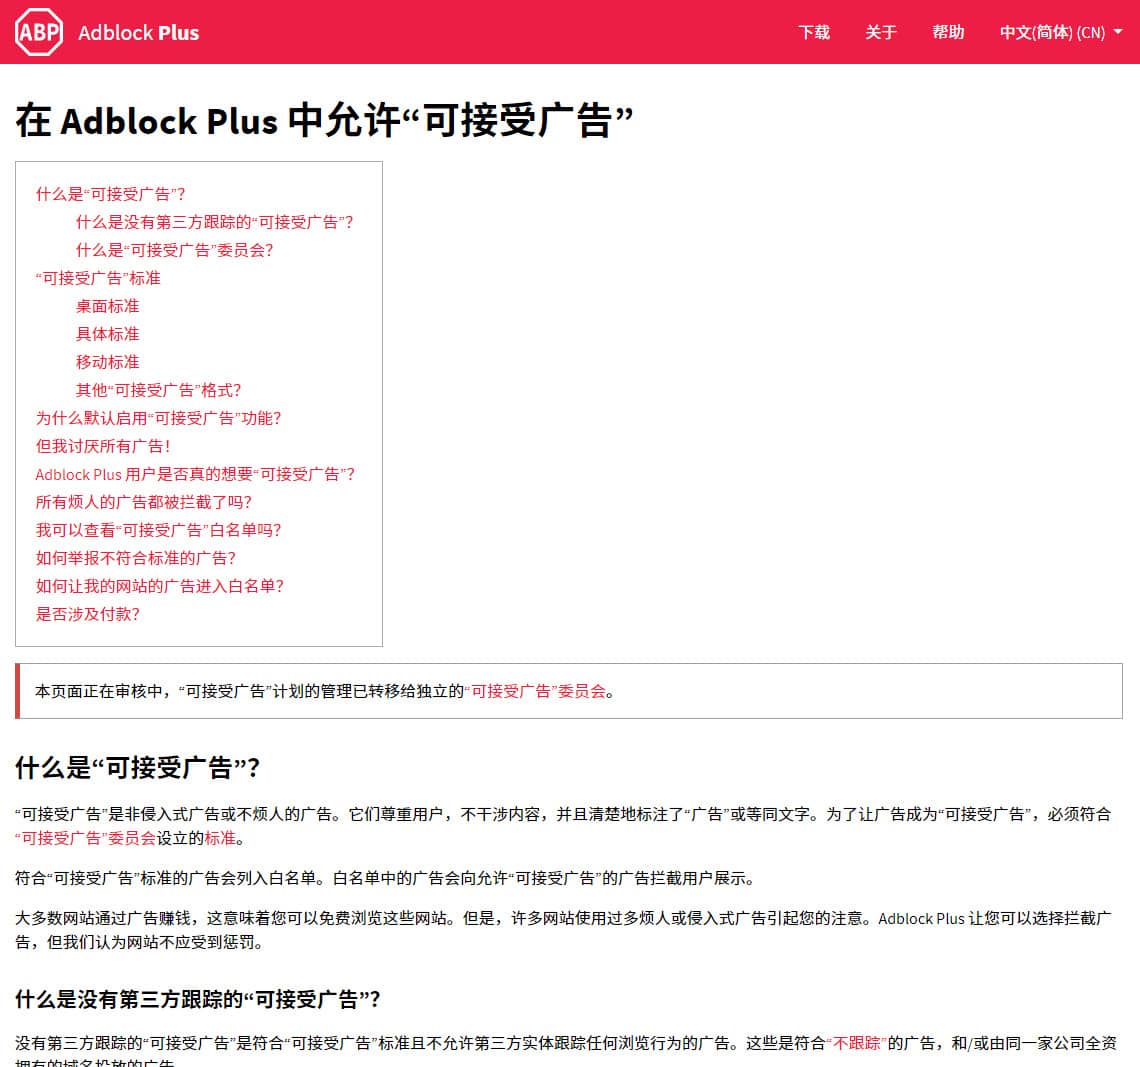 ABP Adblock Plus 下载 关于 帮助 中文(简体) (CN)
在 Adblock Plus 中允许“可接受广告”
什么是“可接受广告”？
什么是没有第三方跟踪的“可接受广告”？
什么是“可接受广告”委员会？
“可接受广告”标准
桌面标准
具体标准
移动标准
其他“可接受广告”格式？
为什么默认启用“可接受广告”功能？
但我讨厌所有广告！
Adblock Plus 用户是否真的想要“可接受广告”？
所有烦人的广告都被拦截了吗？
我可以查看“可接受广告”白名单吗？
如何举报不符合标准的广告？
如何让我的网站的广告进入白名单？
是否涉及付款？
本页面正在审核中，“可接受广告”计划的管理已转移给独立的“可接受广告”委员会。
什么是“可接受广告”？
“可接受广告”是非侵入式广告或不烦人的广告。它们尊重用户，不干涉内容，并且清楚地标注了“广告”或等同文字。为了让广告成为“可接受广告”，必须符合
“可接受广告”委员会设立的标准。
符合“可接受广告”标准的广告会列入白名单。白名单中的广告会向允许“可接受广告”的广告拦截用户展示。
大多数网站通过广告赚钱，这意味着您可以免费浏览这些网站。但是，许多网站使用过多烦人或侵入式广告引起您的注意。Adblock Plus 让您可以选择拦截广
告，但我们认为网站不应受到惩罚。
什么是没有第三方跟踪的“可接受广告”？
没有第三方跟踪的“可接受广告”是符合“可接受广告”标准且不允许第三方实体跟踪任何浏览行为的广告。这些是符合“不跟踪”的广告，和/或由同一家公司全资
拥有的域名投放的广告。